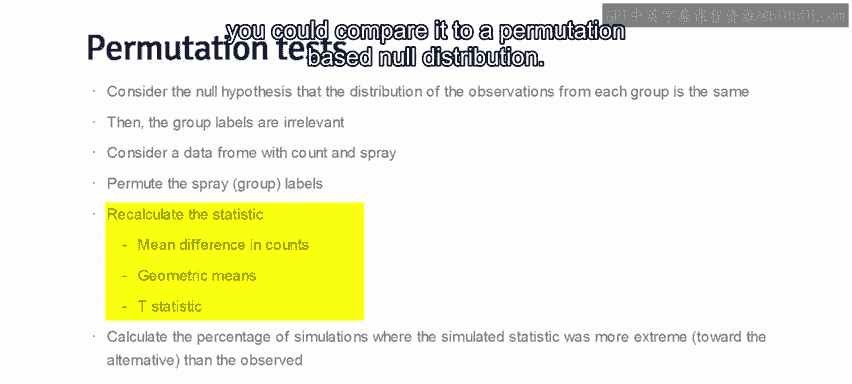 you could compare it to a permutation
Permutation tests
based null distribution.
· Consider the null hypothesis that the distribution of the observations from each group is the same
· Then, the group labels are irrelevant
· Consider a data frome with count and spray
· Permute the spray (group) labels
· Recalculate the statistic
- Mean difference in counts
- Geometric means
- T statistic
· Calculate the percentage of simulations where the simulated statistic was more extreme (toward the
alternative) than the observed